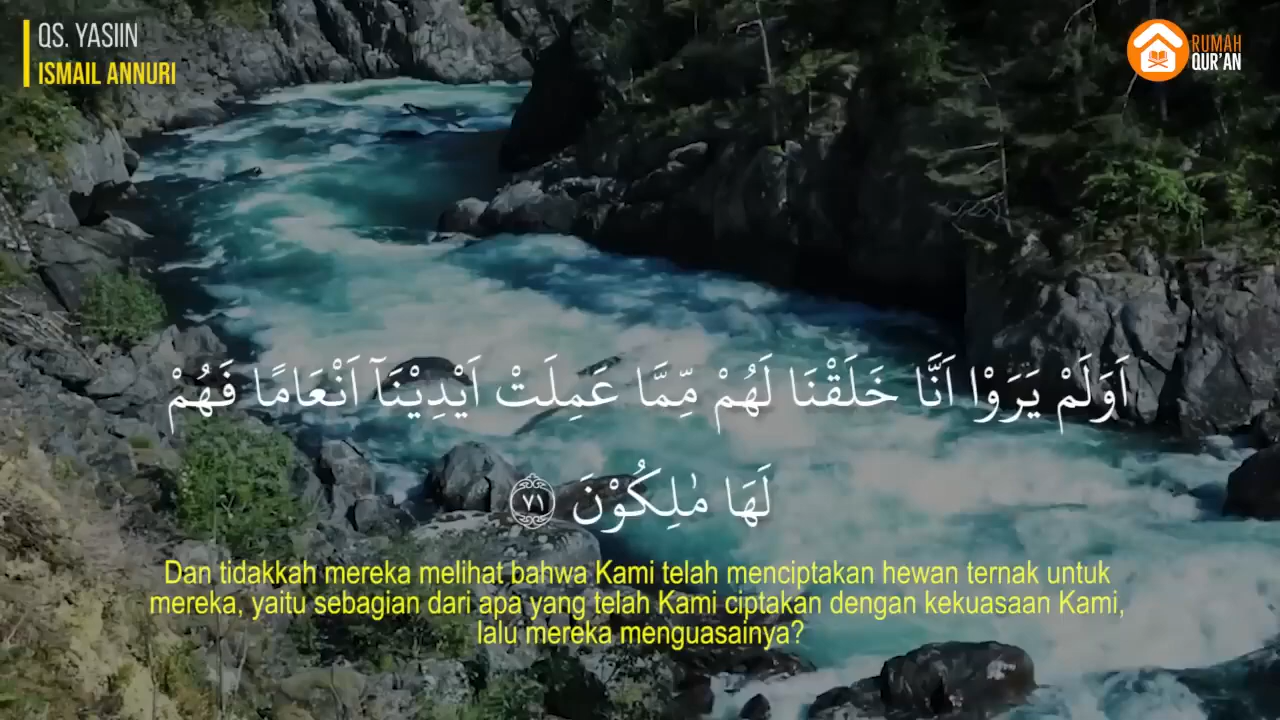 QS. YASIIN
ISMAIL ANNURI
RUMAH
QUR'AN
اَوَلَمْ يَرَوْا اَنَّا خَلَقْنَا لَهُمْ مِّمَّا عَمِلَتْ اَيْدِيْنَآ اَنْعَامًا فَهُمْ
لَهَا مٰلِكُوْنَ ۝٧١
Dan tidakkah mereka melihat bahwa Kami telah menciptakan hewan ternak untuk
mereka, yaitu sebagian dari apa yang telah Kami ciptakan dengan kekuasaan Kami,
lalu mereka menguasainya?